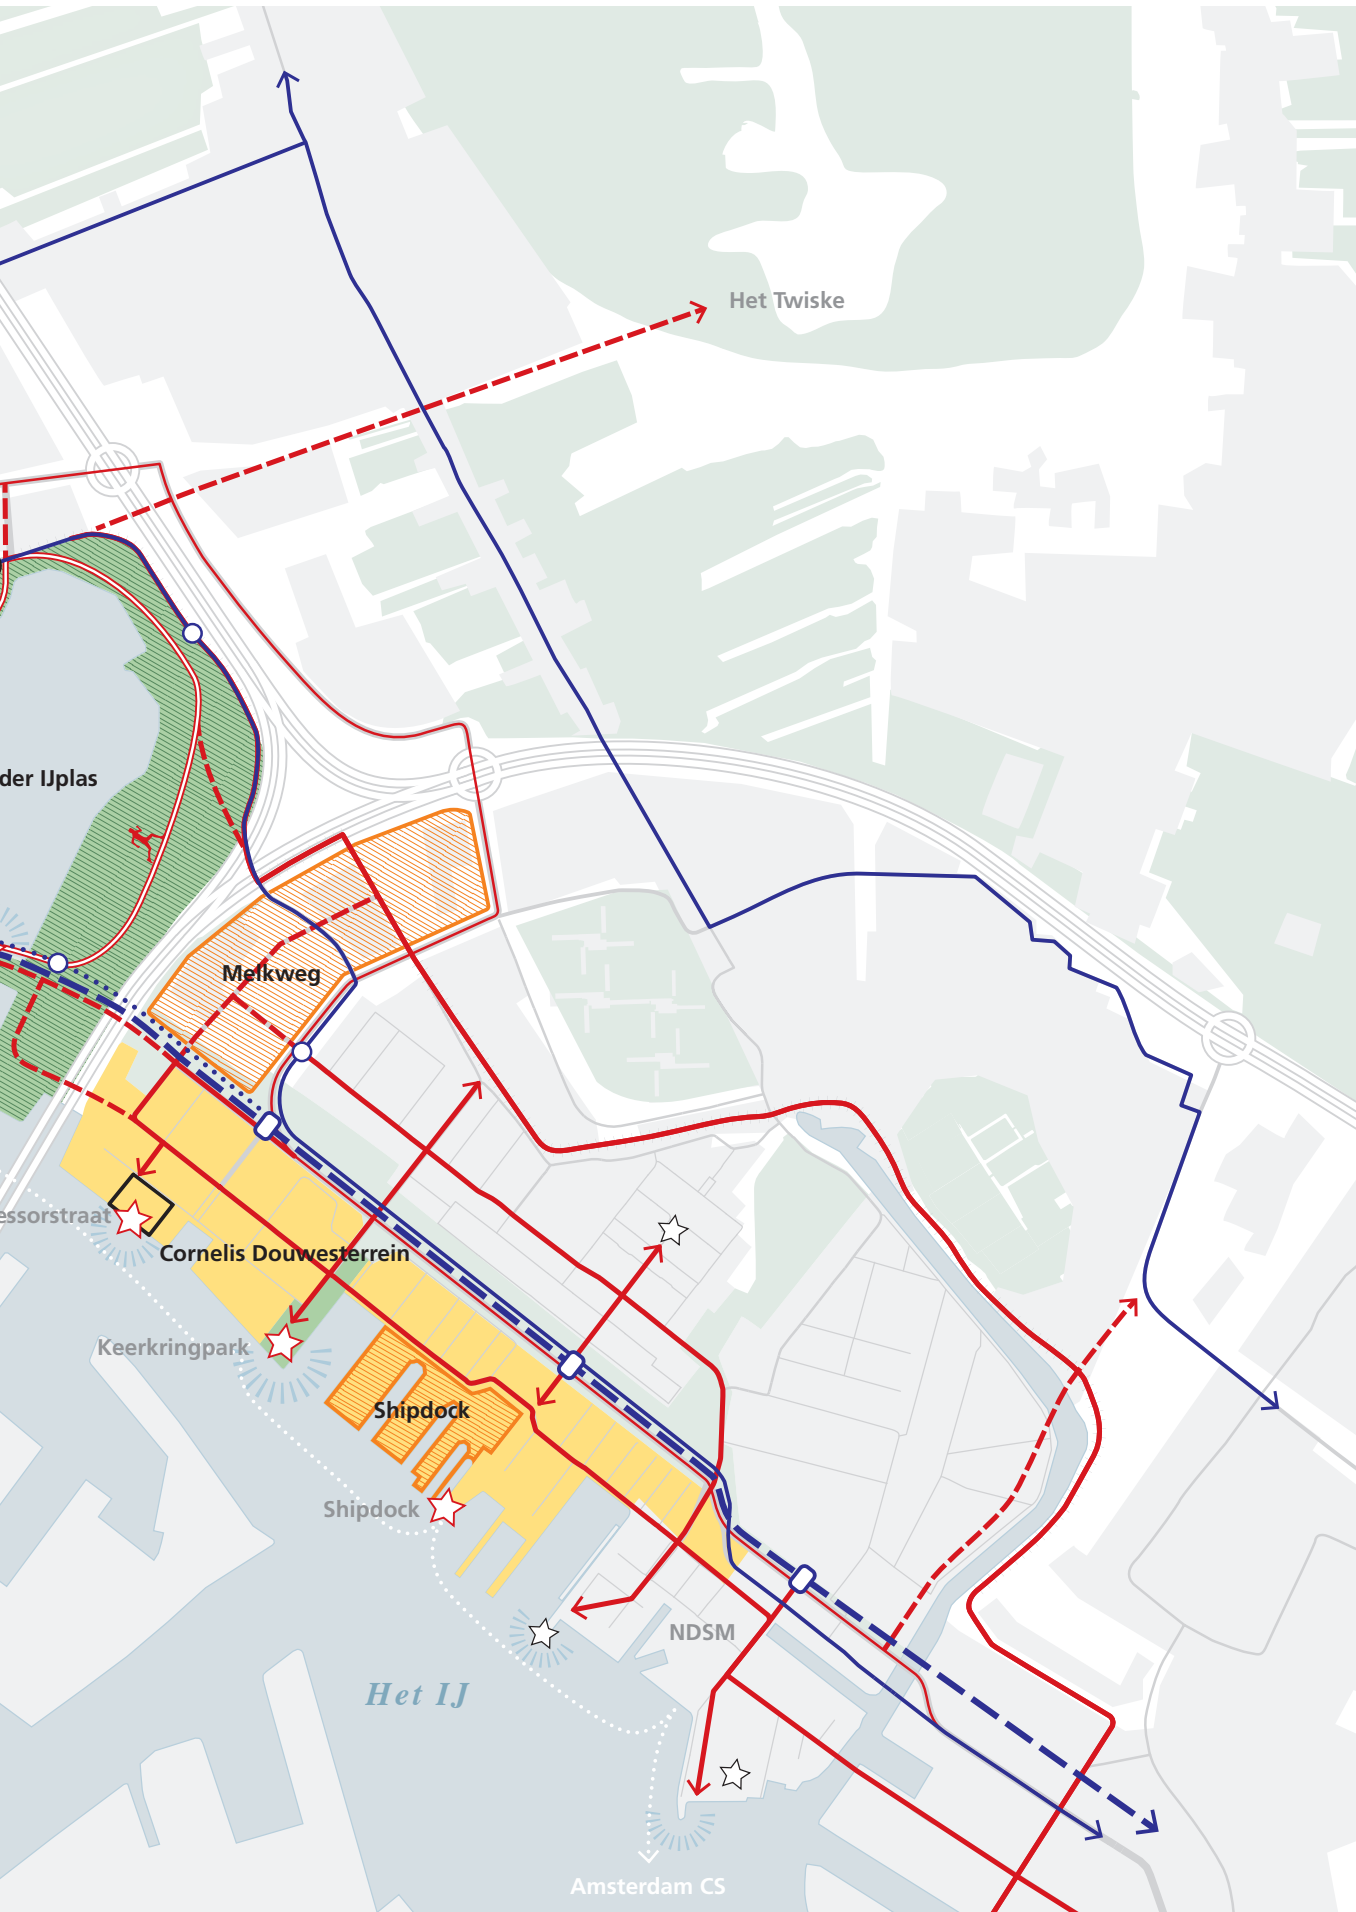 Het Twiske
der IJplas
Melkweg
essorstraat
Cornelis Douwesterrein
Keerkringpark
Shipdock
Shipdock
NDSM
Het IJ
Amsterdam CS